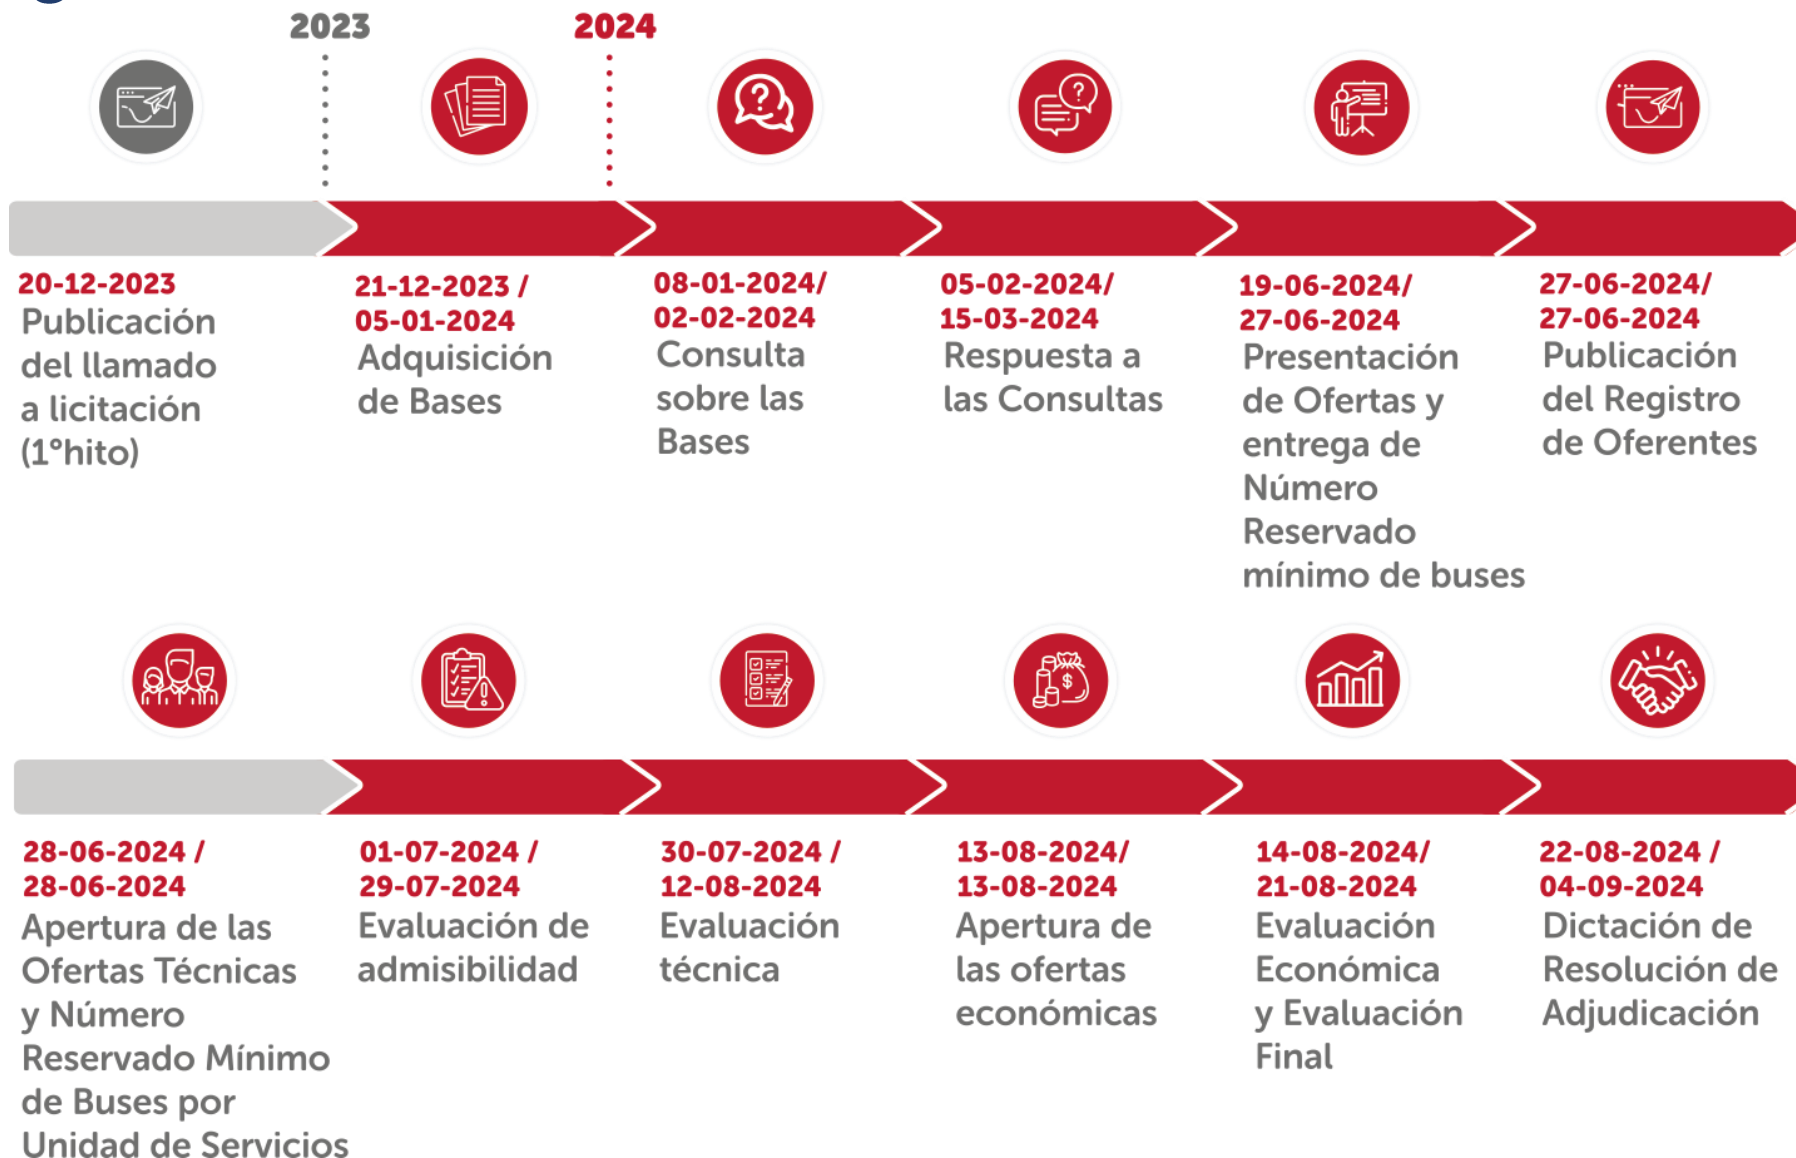 2023
2024
20-12-2023
Publicación
del llamado
a licitación
(1°hito)
21-12-2023 /
05-01-2024
Adquisición
de Bases
08-01-2024/
02-02-2024
Consulta
sobre las
Bases
05-02-2024/
15-03-2024
Respuesta a
las Consultas
19-06-2024/
27-06-2024
Presentación
de Ofertas y
entrega de
Número
Reservado
mínimo de buses
27-06-2024/
27-06-2024
Publicación
del Registro
de Oferentes
28-06-2024 /
28-06-2024
Apertura de las
Ofertas Técnicas
y Número
Reservado Mínimo
de Buses por
Unidad de Servicios
01-07-2024 /
29-07-2024
Evaluación de
admisibilidad
30-07-2024 /
12-08-2024
Evaluación
técnica
13-08-2024/
13-08-2024
Apertura de
las ofertas
económicas
14-08-2024/
21-08-2024
Evaluación
Económica
y Evaluación
Final
22-08-2024 /
04-09-2024
Dictación de
Resolución de
Adjudicación